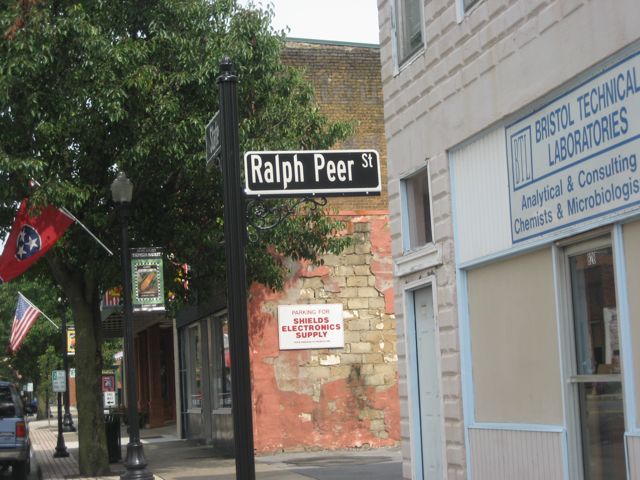 Ralph Peer St
BTL
BRISTOL TECHNICAL
LABORATORIES
Analytical & Consulting
Chemists & Microbiologis
PARKING FOR
SHIELDS
ELECTRONICS
SUPPLY